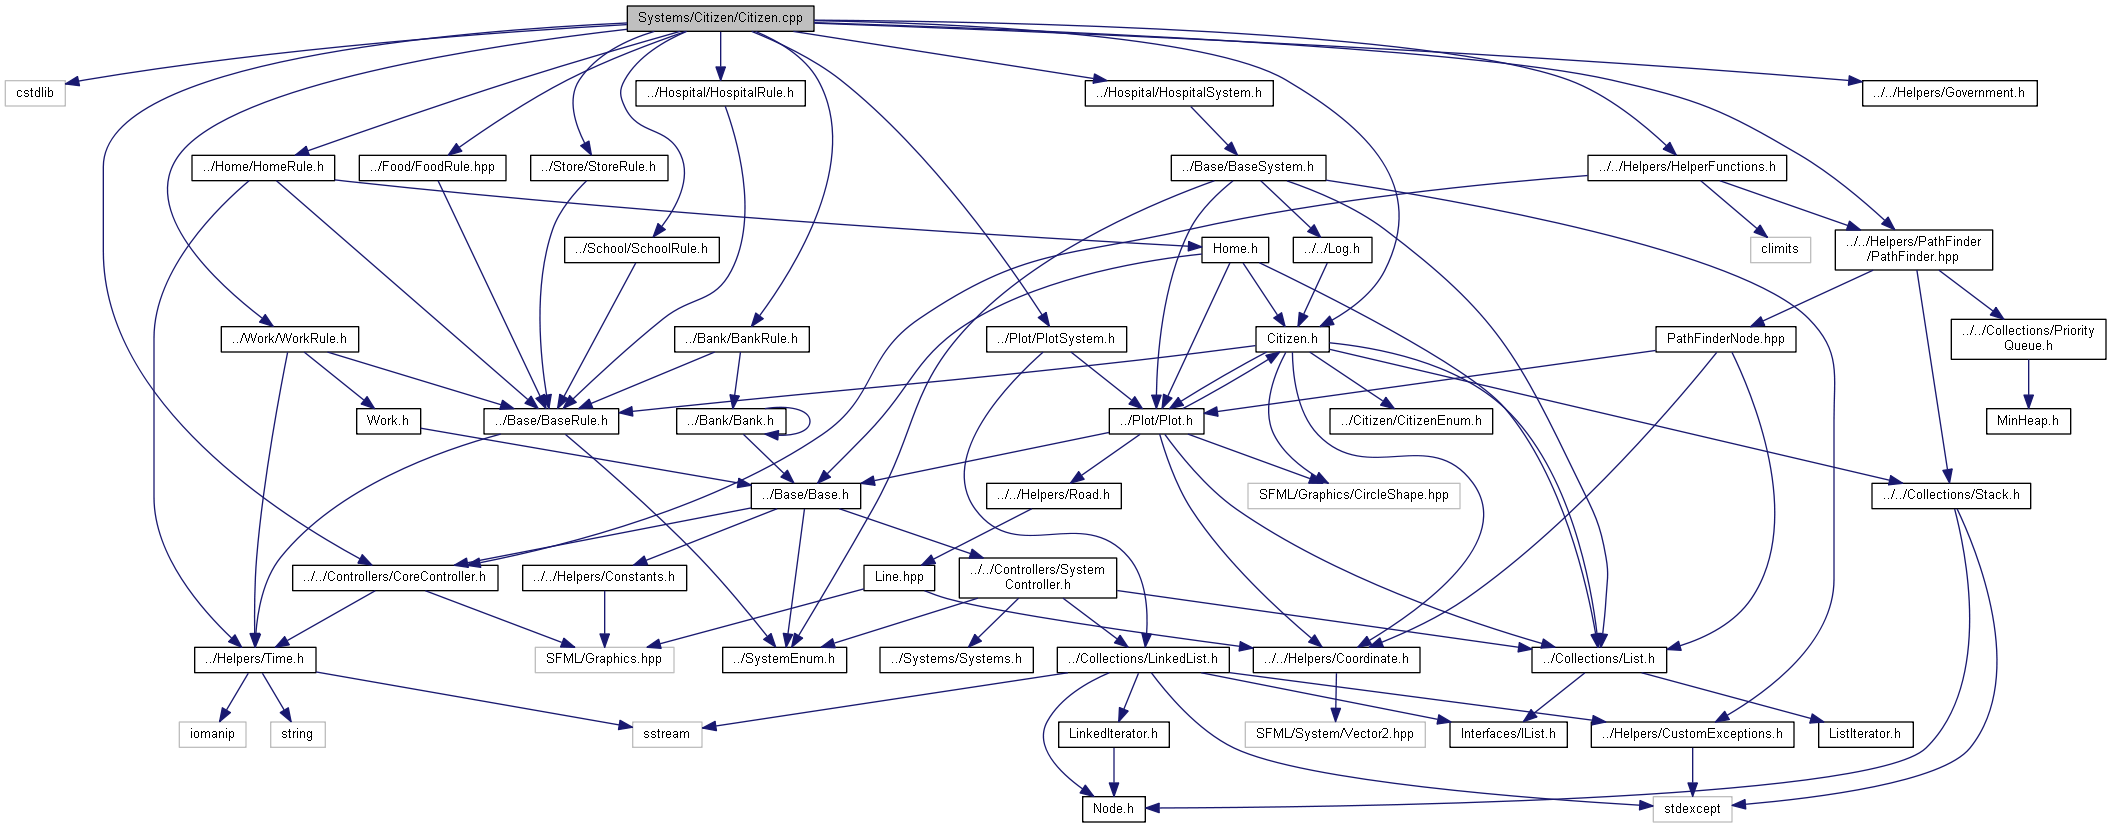 Systems/Citizen/Citizen.cpp
cstdlib
../Hospital/HospitalRule.h
../Hospital/HospitalSystem.h
../../Helpers/Government.h
../Home/HomeRule.h
../Food/FoodRule.hpp
../Store/StoreRule.h
../Base/BaseSystem.h
../../Helpers/HelperFunctions.h
../School/SchoolRule.h
Home.h
../../Log.h
climits
../../Helpers/PathFinder
/PathFinder.hpp
../Work/WorkRule.h
../Bank/BankRule.h
../Plot/PlotSystem.h
Citizen.h
PathFinderNode.hpp
../../Collections/Priority
Queue.h
Work.h
../Base/BaseRule.h
../Bank/Bank.h
../Plot/Plot.h
../Citizen/CitizenEnum.h
MinHeap.h
../Base/Base.h
../../Helpers/Road.h
SFML/Graphics/CircleShape.hpp
../../Collections/Stack.h
../../Controllers/CoreController.h
../../Helpers/Constants.h
Line.hpp
../../Controllers/System
Controller.h
../Helpers/Time.h
SFML/Graphics.hpp
../SystemEnum.h
../Systems/Systems.h
../Collections/LinkedList.h
../../Helpers/Coordinate.h
../Collections/List.h
iomanip
string
sstream
LinkedIterator.h
SFML/System/Vector2.hpp
Interfaces/IList.h
../Helpers/CustomExceptions.h
ListIterator.h
Node.h
stdexcept